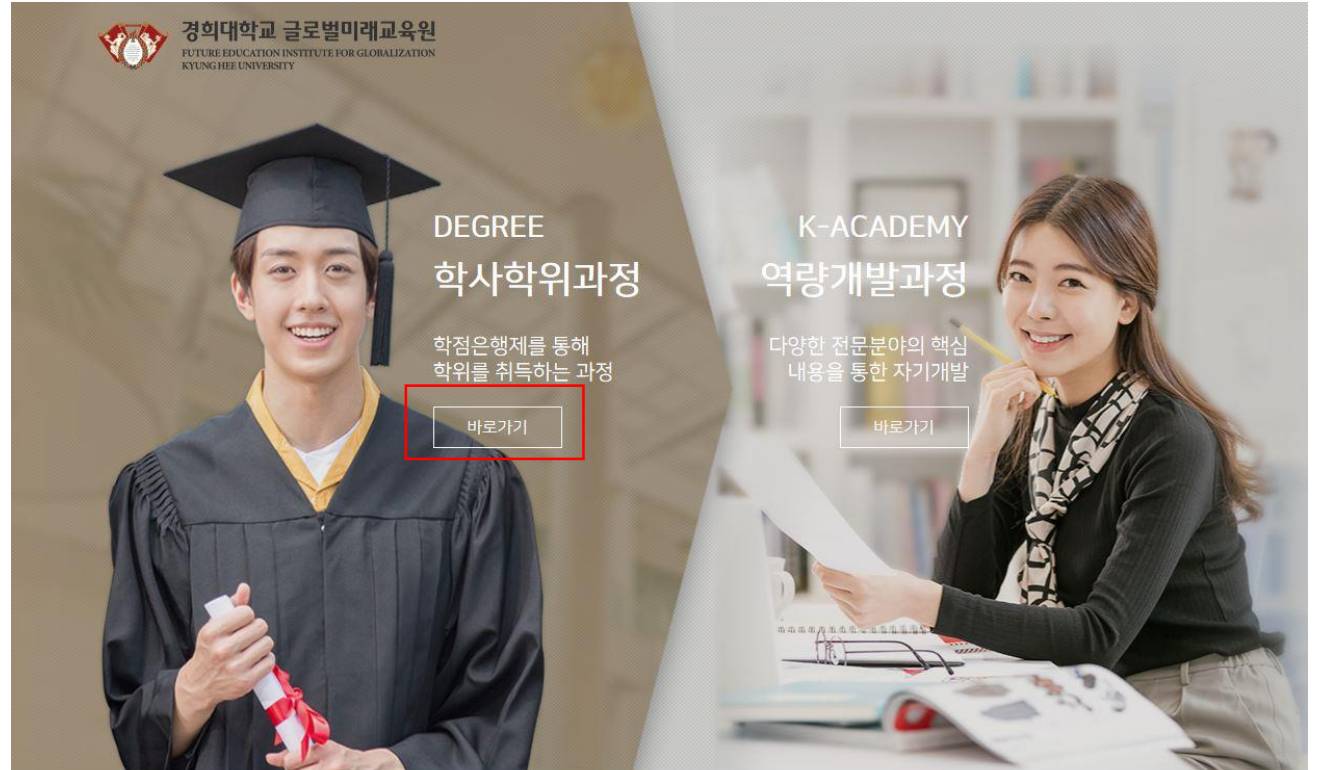 경희대학교 글로벌미래교육원
FUTURE EDUCATION INSTITUTE FOR GLOBALIZATION
KYUNG HEE UNIVERSITY
DEGREE
학사학위과정
학점은행제를 통해
학위를 취득하는 과정
바로가기
K-ACADEMY
역량개발과정
다양한 전문분야의 핵심
내용을 통한 자기개발
바로가기